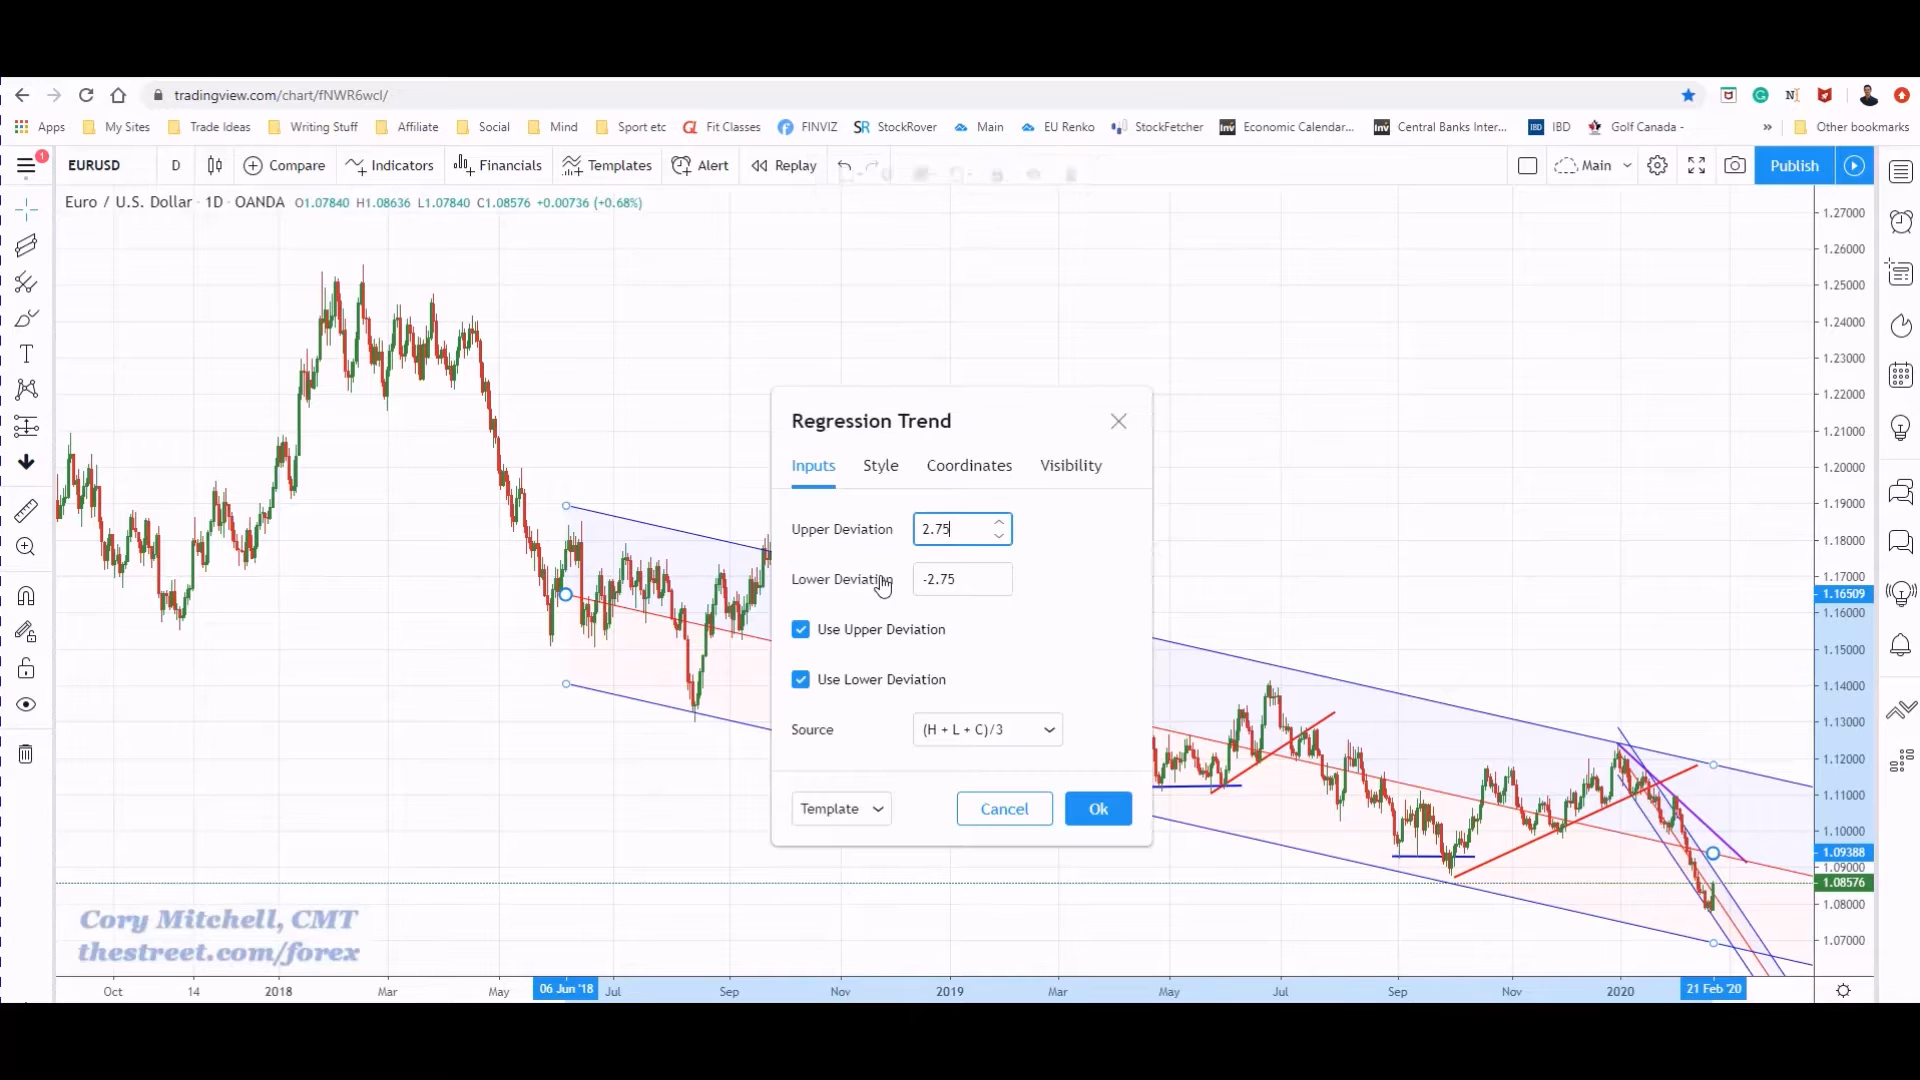 tradingview.com/chart/fNWR6wcI/
Apps My Sites Trade Ideas Writing Stuff Affiliate Social Mind Sport etc Fit Classes FINVIZ SR StockRover Main EU Renko StockFetcher Inv Economic Calendar... Inv Central Banks Inter... IBD IBD Golf Canada - » Other bookmarks
1 EURUSD D Compare Indicators Financials Templates Alert Replay Main Publish
Euro / U.S. Dollar · 1D · OANDA O1.07840 H1.08636 L1.07840 C1.08576 +0.00736 (+0.68%)
1.27000
1.26000
1.25000
1.24000
1.23000
1.22000
1.21000
1.20000
1.19000
1.18000
1.17000
1.16509
1.16000
1.15000
1.14000
1.13000
1.12000
1.11000
1.10000
1.09388
1.09000
1.08576
1.08000
1.07000
Regression Trend
Inputs Style Coordinates Visibility
Upper Deviation 2.75
Lower Deviation -2.75
Use Upper Deviation
Use Lower Deviation
Source (H + L + C)/3
Template Cancel Ok
Cory Mitchell, CMT
thestreet.com/forex
Oct 14 2018 Mar May 06 Jun '18 Jul Sep Nov 2019 Mar May Jul Sep Nov 2020 21 Feb '20